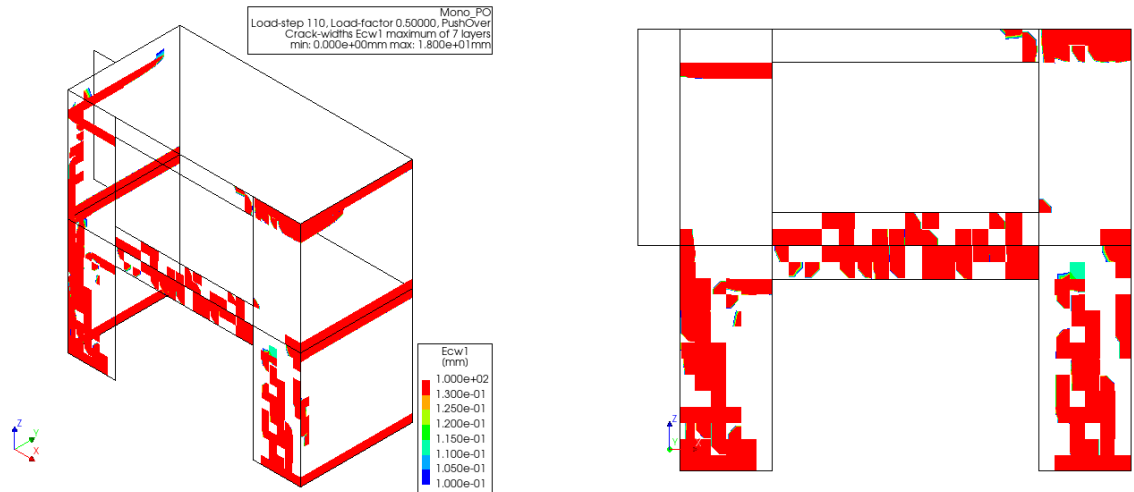 Mono_PO
Load-step 110, Load-factor 0.50000, PushOver
Crack-widths Ecw1 maximum of 7 layers
min: 0.000e+00mm max: 1.800e+01mm
Ecw1
(mm)
1.000e+02
1.300e-01
1.250e-01
1.200e-01
1.150e-01
1.100e-01
1.050e-01
1.000e-01
Z
Y
X
Z
Y
X